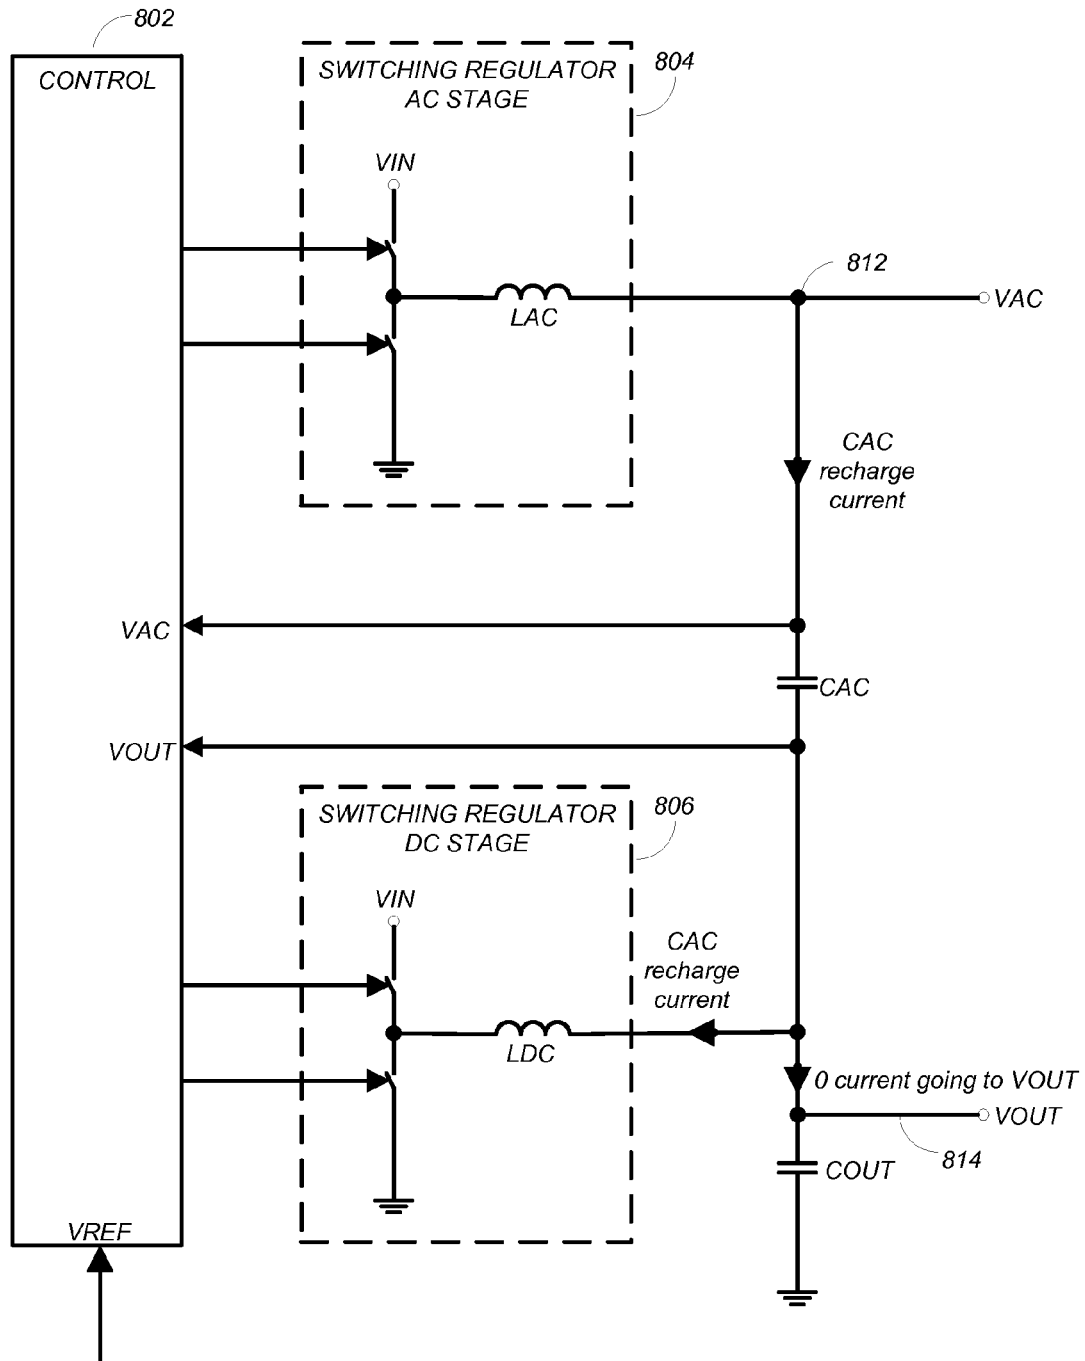 802
CONTROL
SWITCHING REGULATOR
AC STAGE
804
VIN
812
LAC
VAC
CAC
recharge
current
VAC
CAC
VOUT
SWITCHING REGULATOR
DC STAGE
806
VIN
CAC
recharge
current
LDC
0 current going to VOUT
VOUT
814
COUT
VREF